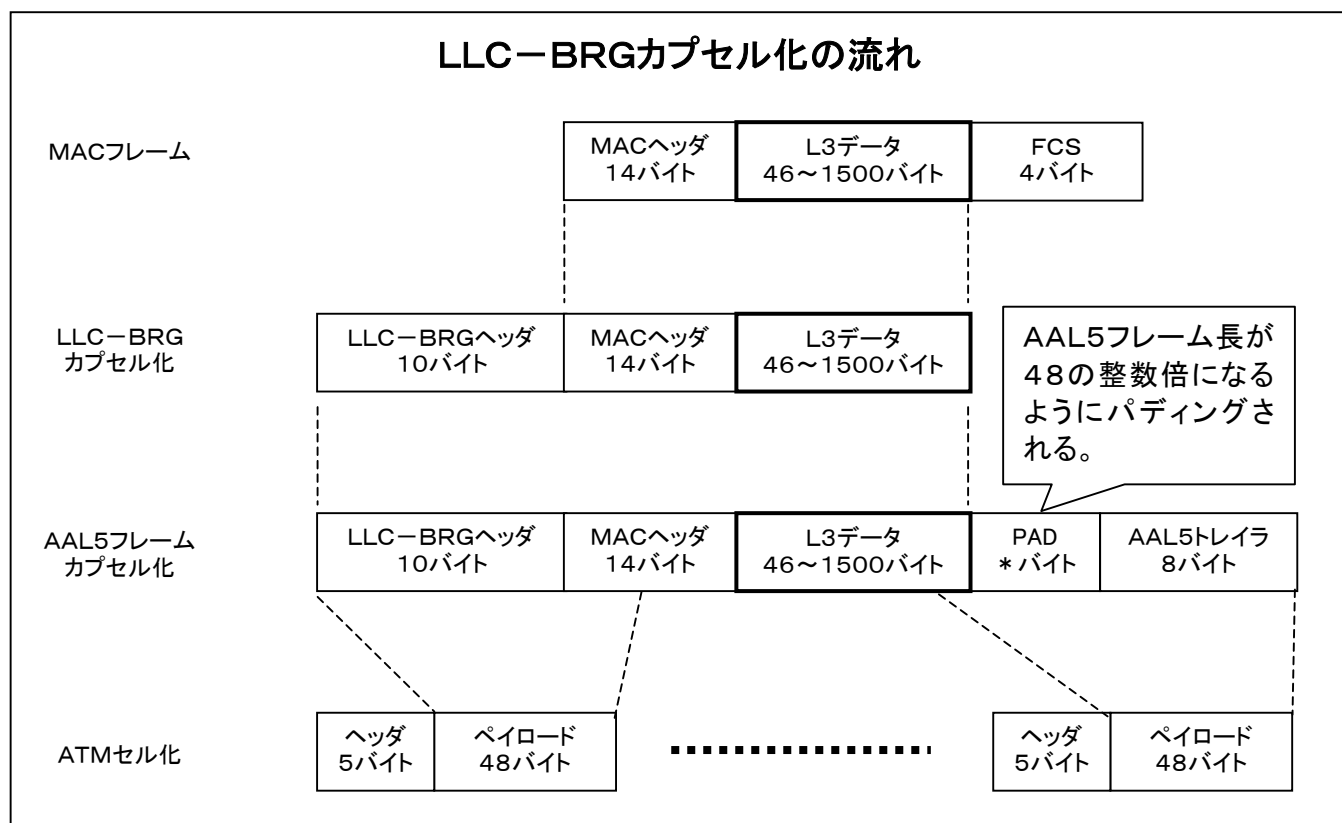 LLC－BRGカプセル化の流れ
MACフレーム
MACヘッダ
14バイト
L3データ
46～1500バイト
FCS
4バイト
LLC－BRG
カプセル化
LLC－BRGヘッダ
10バイト
MACヘッダ
14バイト
L3データ
46～1500バイト
AAL5フレーム長が
48の整数倍になる
ようにパディングさ
れる。
AAL5フレーム
カプセル化
LLC－BRGヘッダ
10バイト
MACヘッダ
14バイト
L3データ
46～1500バイト
PAD
＊バイト
AAL5トレイラ
8バイト
ATMセル化
ヘッダ
5バイト
ペイロード
48バイト
ヘッダ
5バイト
ペイロード
48バイト